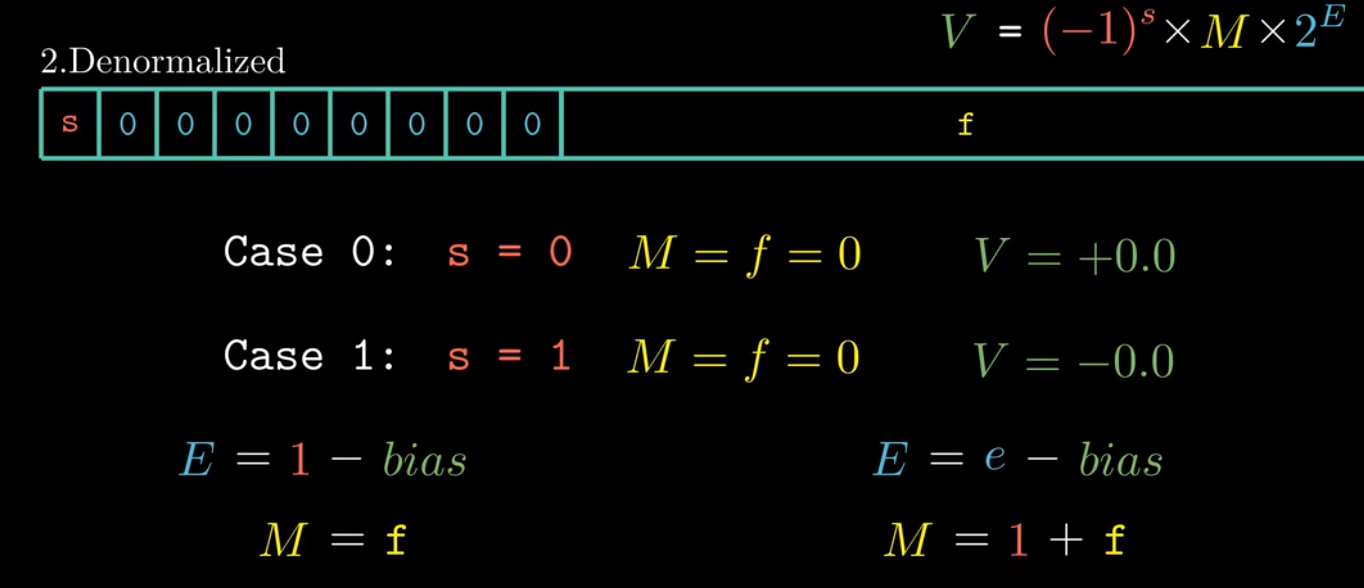 V = (−1)^s × M × 2^E
2.Denormalized
s 0 0 0 0 0 0 0 0 f
Case 0: s = 0 M = f = 0 V = +0.0
Case 1: s = 1 M = f = 0 V = −0.0
E = 1 − bias E = e − bias
M = f M = 1 + f